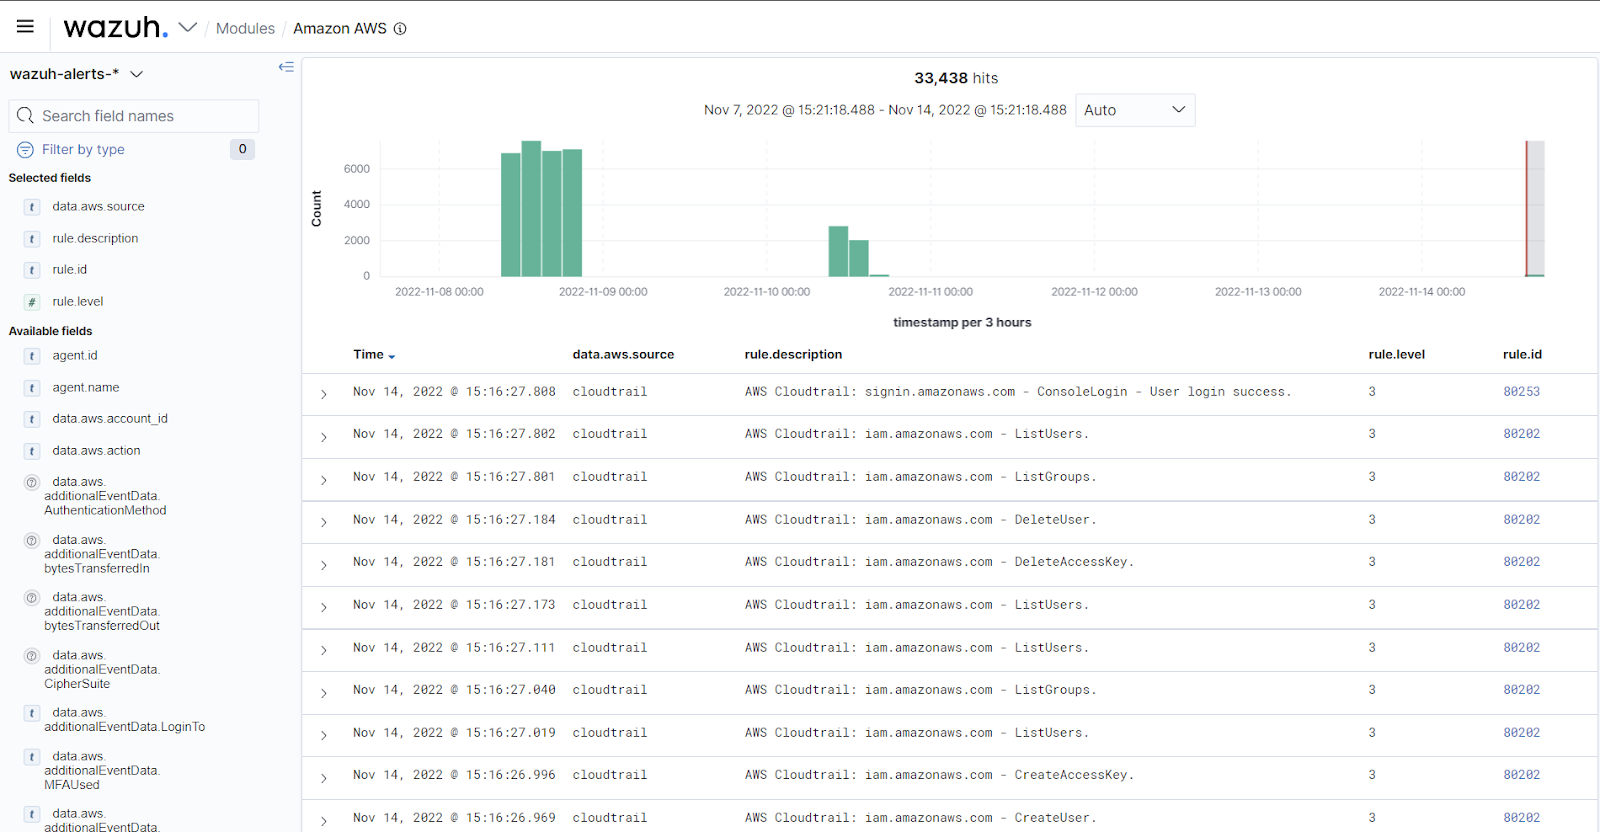 wazuh. / Modules / Amazon AWS
wazuh-alerts-*
Search field names
Filter by type 0
Selected fields
t data.aws.source
t rule.description
t rule.id
# rule.level
Available fields
t agent.id
t agent.name
t data.aws.account_id
t data.aws.action
? data.aws.
additionalEventData.
AuthenticationMethod
? data.aws.
additionalEventData.
bytesTransferredIn
? data.aws.
additionalEventData.
bytesTransferredOut
? data.aws.
additionalEventData.
CipherSuite
t data.aws.
additionalEventData.LoginTo
t data.aws.
additionalEventData.
MFAUsed
t data.aws.
additionalEventData.
33,438 hits
Nov 7, 2022 @ 15:21:18.488 - Nov 14, 2022 @ 15:21:18.488 Auto
Count
6000
4000
2000
0
2022-11-08 00:00 2022-11-09 00:00 2022-11-10 00:00 2022-11-11 00:00 2022-11-12 00:00 2022-11-13 00:00 2022-11-14 00:00
timestamp per 3 hours
Time data.aws.source rule.description rule.level rule.id
Nov 14, 2022 @ 15:16:27.808 cloudtrail AWS Cloudtrail: signin.amazonaws.com - ConsoleLogin - User login success. 3 80253
Nov 14, 2022 @ 15:16:27.802 cloudtrail AWS Cloudtrail: iam.amazonaws.com - ListUsers. 3 80202
Nov 14, 2022 @ 15:16:27.801 cloudtrail AWS Cloudtrail: iam.amazonaws.com - ListGroups. 3 80202
Nov 14, 2022 @ 15:16:27.184 cloudtrail AWS Cloudtrail: iam.amazonaws.com - DeleteUser. 3 80202
Nov 14, 2022 @ 15:16:27.181 cloudtrail AWS Cloudtrail: iam.amazonaws.com - DeleteAccessKey. 3 80202
Nov 14, 2022 @ 15:16:27.173 cloudtrail AWS Cloudtrail: iam.amazonaws.com - ListUsers. 3 80202
Nov 14, 2022 @ 15:16:27.111 cloudtrail AWS Cloudtrail: iam.amazonaws.com - ListUsers. 3 80202
Nov 14, 2022 @ 15:16:27.040 cloudtrail AWS Cloudtrail: iam.amazonaws.com - ListGroups. 3 80202
Nov 14, 2022 @ 15:16:27.019 cloudtrail AWS Cloudtrail: iam.amazonaws.com - ListUsers. 3 80202
Nov 14, 2022 @ 15:16:26.996 cloudtrail AWS Cloudtrail: iam.amazonaws.com - CreateAccessKey. 3 80202
Nov 14, 2022 @ 15:16:26.969 cloudtrail AWS Cloudtrail: iam.amazonaws.com - CreateUser. 3 80202